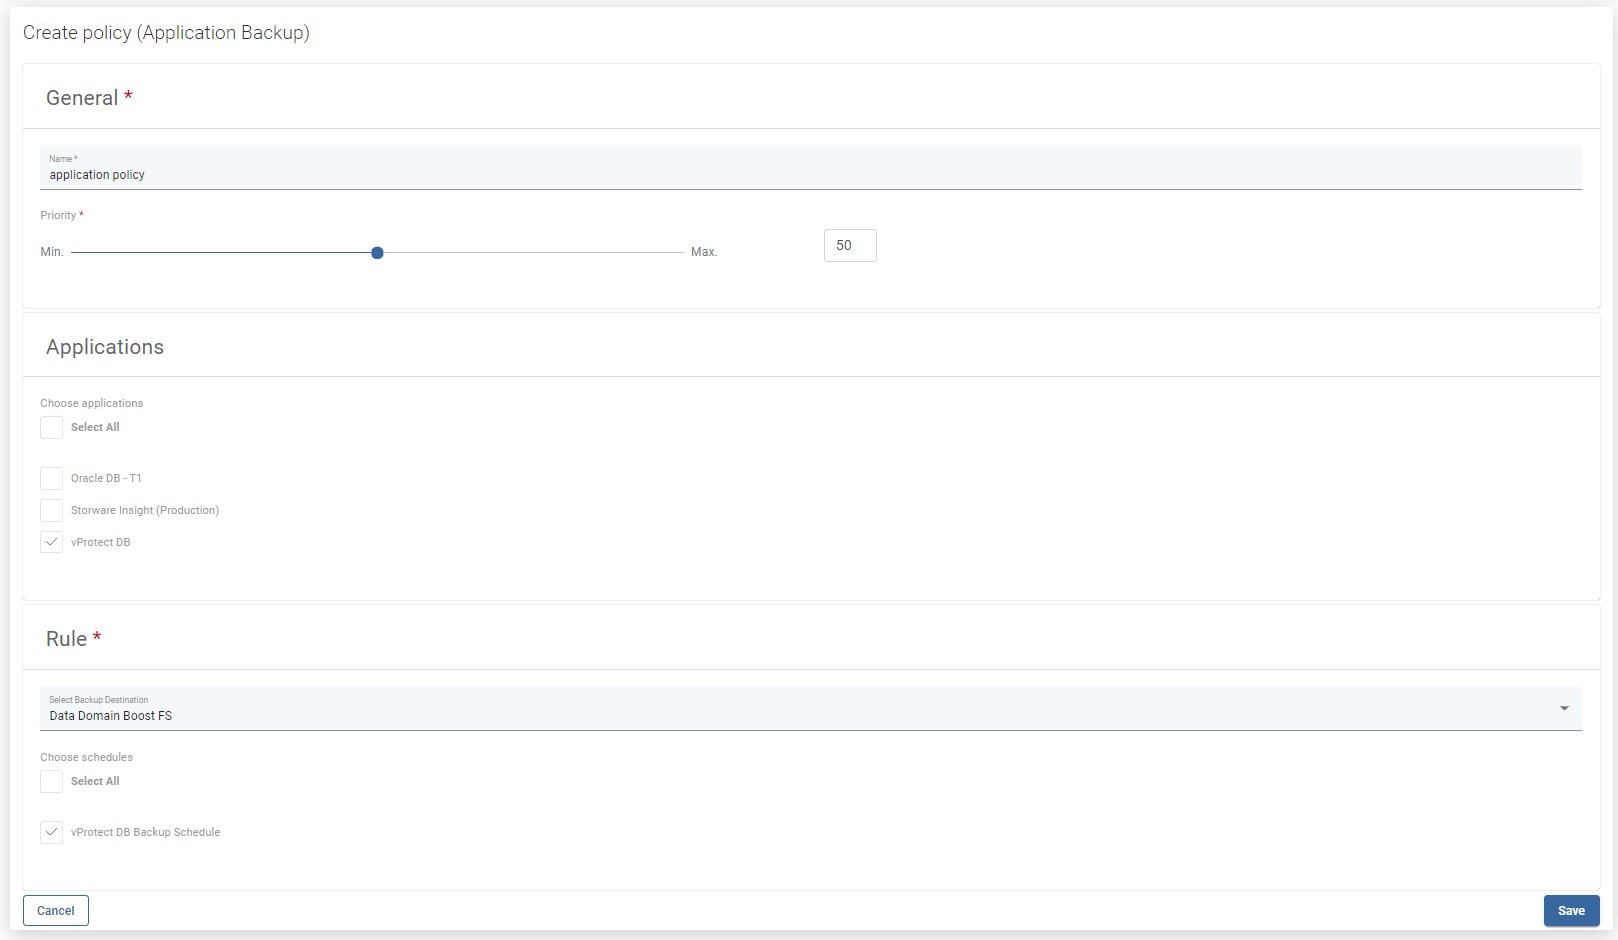 Create policy (Application Backup)
General *
Name *
application policy
Priority *
Min.
Max.
50
Applications
Choose applications
Select All
Oracle DB - T1
Storware Insight (Production)
vProtect DB
Rule *
Select Backup Destination
Data Domain Boost FS
Choose schedules
Select All
vProtect DB Backup Schedule
Cancel
Save